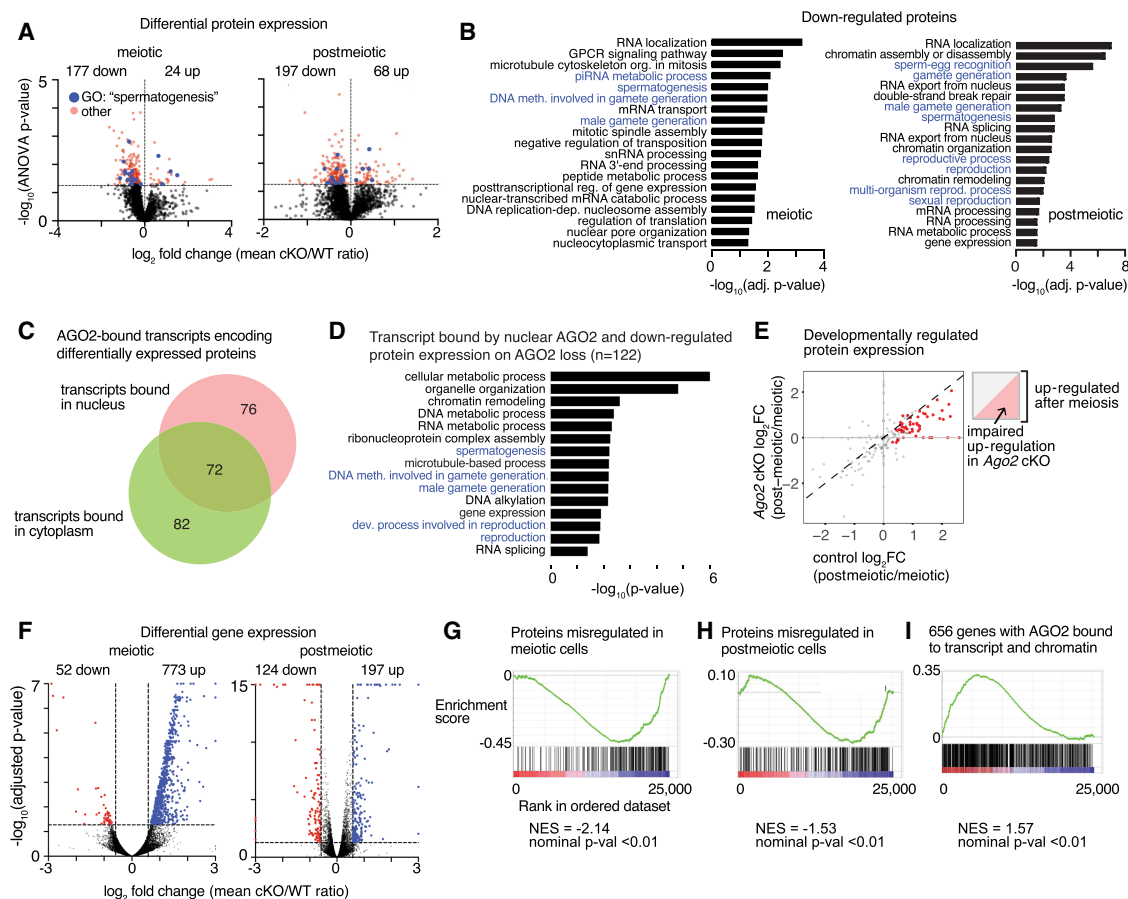 A
Differential protein expression
meiotic
postmeiotic
177 down
24 up
197 down
68 up
5
GO: “spermatogenesis”
other
-log10(ANOVA p-value)
0
-4
0
4
-2
0
2
log2 fold change (mean cKO/WT ratio)
B
Down-regulated proteins
RNA localization
GPCR signaling pathway
microtubule cytoskeleton org. in mitosis
piRNA metabolic process
spermatogenesis
DNA meth. involved in gamete generation
mRNA transport
male gamete generation
mitotic spindle assembly
negative regulation of transposition
snRNA processing
RNA 3'-end processing
peptide metabolic process
posttranscriptional reg. of gene expression
nuclear-transcribed mRNA catabolic process
DNA replication-dep. nucleosome assembly
regulation of translation
nuclear pore organization
nucleocytoplasmic transport
meiotic
0
2
4
-log10(adj. p-value)
RNA localization
chromatin assembly or disassembly
sperm-egg recognition
gamete generation
RNA export from nucleus
double-strand break repair
male gamete generation
spermatogenesis
RNA splicing
RNA export from nucleus
chromatin organization
reproductive process
reproduction
chromatin remodeling
multi-organism reprod. process
sexual reproduction
mRNA processing
RNA processing
RNA metabolic process
gene expression
postmeiotic
0
4
8
-log10(adj. p-value)
C
AGO2-bound transcripts encoding
differentially expressed proteins
transcripts bound
in nucleus
76
72
transcripts bound
in cytoplasm
82
D
Transcript bound by nuclear AGO2 and down-regulated
protein expression on AGO2 loss (n=122)
cellular metabolic process
organelle organization
chromatin remodeling
DNA metabolic process
RNA metabolic process
ribonucleoprotein complex assembly
spermatogenesis
microtubule-based process
DNA meth. involved in gamete generation.
male gamete generation
DNA alkylation
gene expression
dev. process involved in reproduction
reproduction
RNA splicing
0
6
-log10(p-value)
E
Developmentally regulated
protein expression
Ago2 cKO log2FC
(post-meiotic/meiotic)
2
0
−2
−2
−1
0
1
2
control log2FC
(postmeiotic/meiotic)
up-regulated
after meiosis
impaired
up-regulation
in Ago2 cKO
F
Differential gene expression
meiotic
postmeiotic
52 down
773 up
124 down
197 up
7
0
-log10(adjusted p-value)
-3
0
3
15
0
-3
0
3
log2 fold change (mean cKO/WT ratio)
G
Proteins misregulated in
meiotic cells
0
Enrichment
score
-0.45
0
25,000
Rank in ordered dataset
NES = -2.14
nominal p-val <0.01
H
Proteins misregulated in
postmeiotic cells
0.10
-0.30
0
25,000
NES = -1.53
nominal p-val <0.01
I
656 genes with AGO2 bound
to transcript and chromatin
0.35
0
0
25,000
NES = 1.57
nominal p-val <0.01